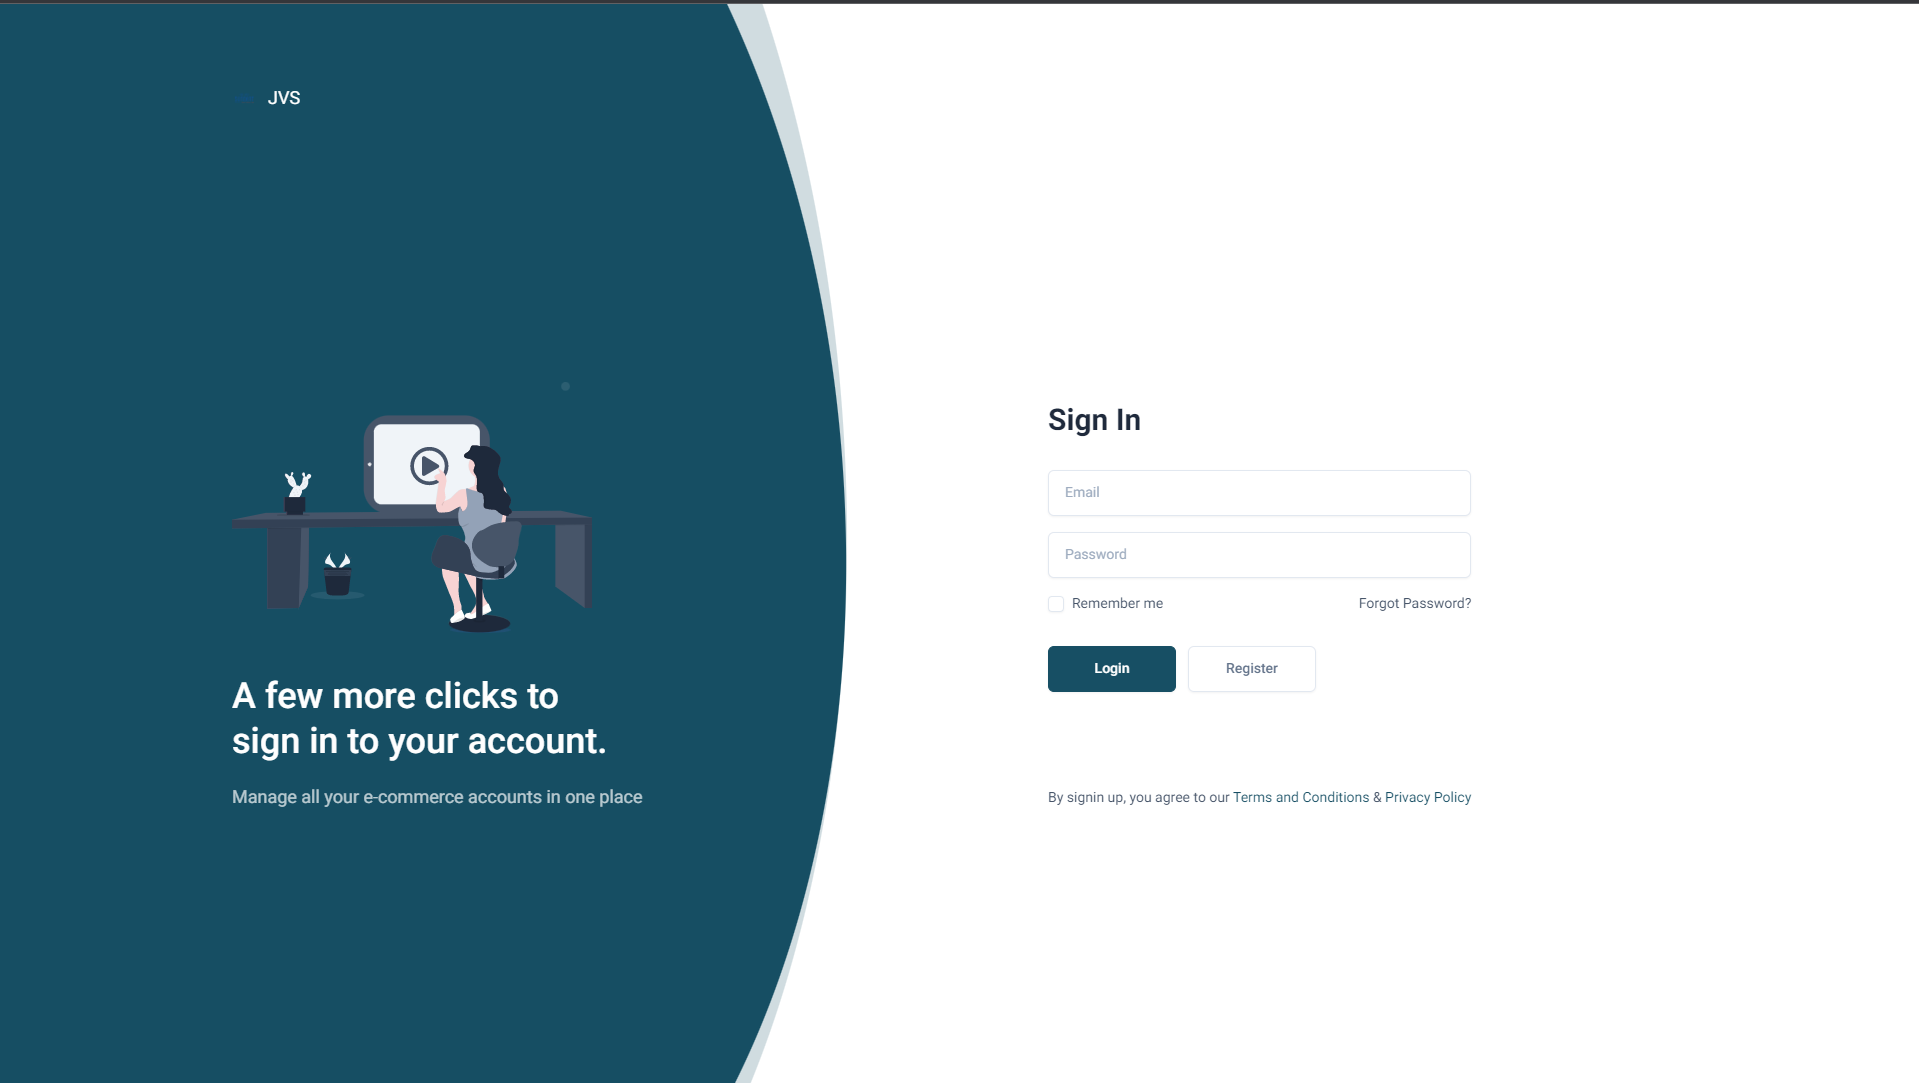 JVS
A few more clicks to
sign in to your account.
Manage all your e-commerce accounts in one place
Sign In
Email
Password
Remember me
Forgot Password?
Login
Register
By signin up, you agree to our Terms and Conditions & Privacy Policy